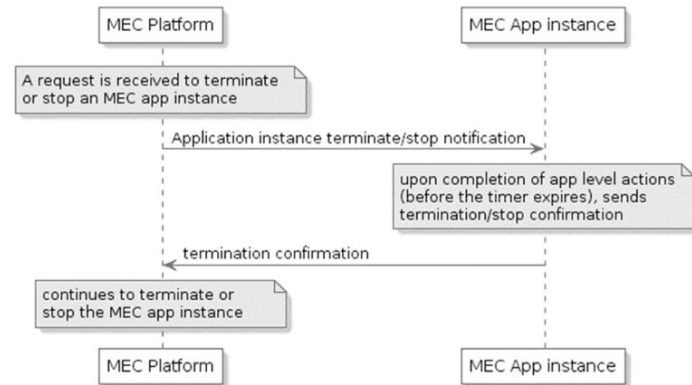 MEC Platform
MEC App instance
A request is received to terminate
or stop an MEC app instance
Application instance terminate/stop notification
upon completion of app level actions
(before the timer expires), sends
termination/stop confirmation
termination confirmation
continues to terminate or
stop the MEC app instance
MEC Platform
MEC App instance